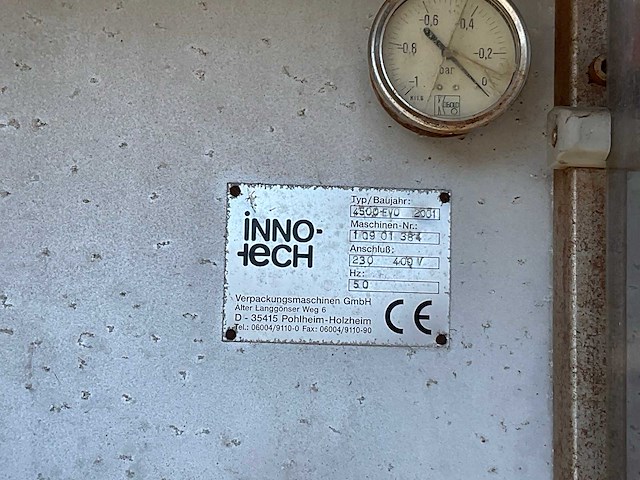 -0,6 -0,4
-0,8 -0,2
bar
-1 0
KOBOLD
iNNO-
tECH
Typ/Baujahr:
4500-EVO 2001
Maschinen-Nr.:
1 09 01 384
Anschluß:
230 400 V
Hz:
50
Verpackungsmaschinen GmbH
Alter Langgönser Weg 6
D - 35415 Pohlheim-Holzheim
Tel.: 06004/9110-0 Fax: 06004/9110-90
CE